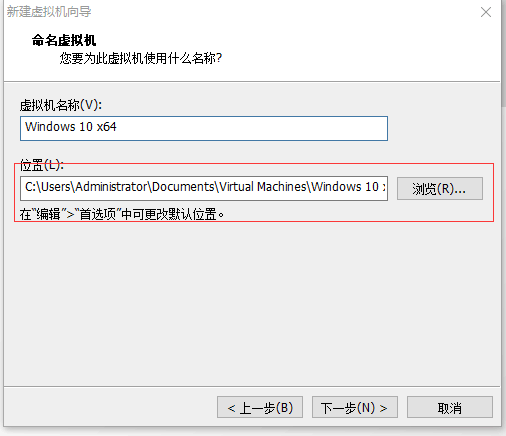 新建虚拟机向导
命名虚拟机
您要为此虚拟机使用什么名称?
虚拟机名称(V):
Windows 10 x64
位置(L):
C:\Users\Administrator\Documents\Virtual Machines\Windows 10 x
浏览(R)...
在“编辑”>“首选项”中可更改默认位置。
< 上一步(B)
下一步(N) >
取消